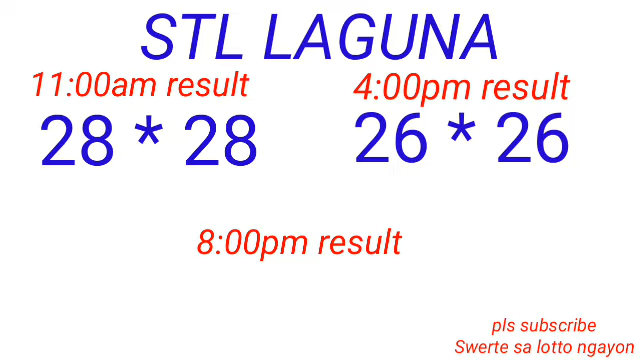 STL LAGUNA
11:00am result
4:00pm result
28 * 28
26 * 26
8:00pm result
pls subscribe
Swerte sa lotto ngayon